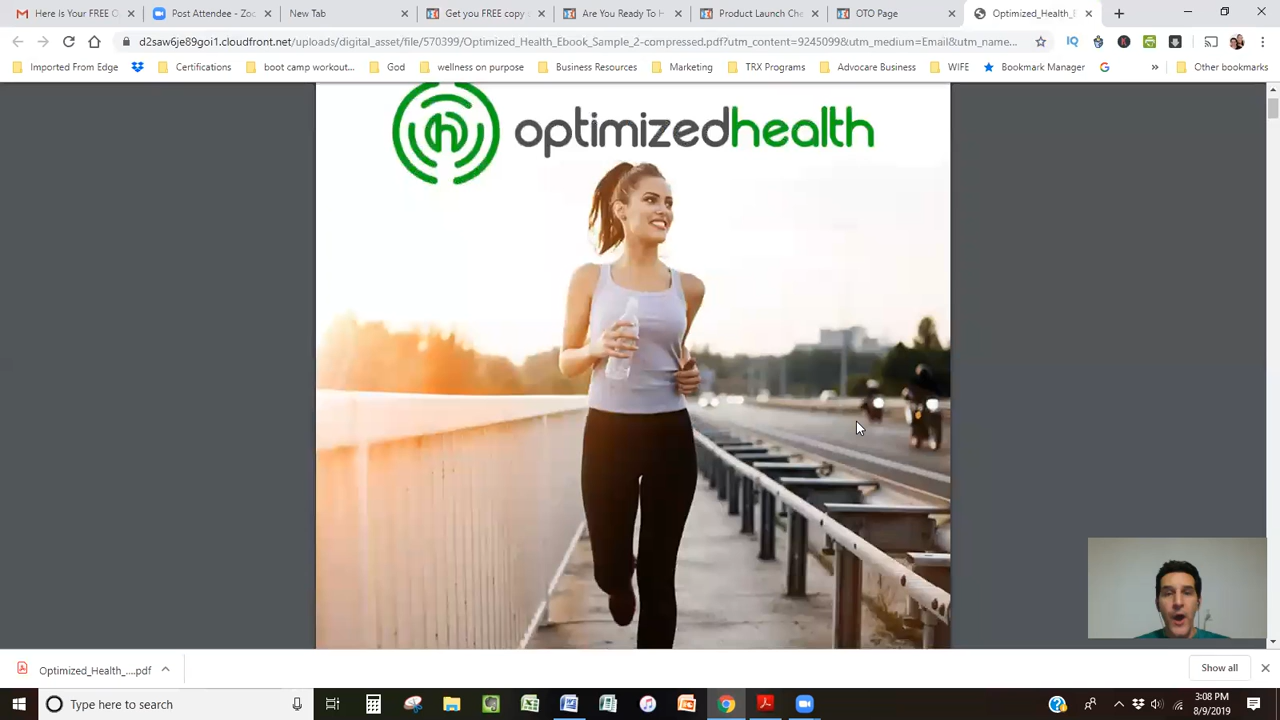 Here Is Your FREE O
Post Attendee - Zoo
New Tab
Get you FREE copy
Are You Ready To H
Product Launch Che
OTO Page
Optimized_Health_E
d2saw6je89goi1.cloudfront.net/uploads/digital_asset/file/570399/Optimized_Health_Ebook_Sample_2-compressed.pdf?utm_content=9245099&utm_medium=Email&utm_name...
Imported From Edge
Certifications
boot camp workout...
God
wellness on purpose
Business Resources
Marketing
TRX Programs
Advocare Business
WIFE
Bookmark Manager
»
Other bookmarks
optimizedhealth
Optimized_Health_....pdf
Show all
Type here to search
3:08 PM
8/9/2019